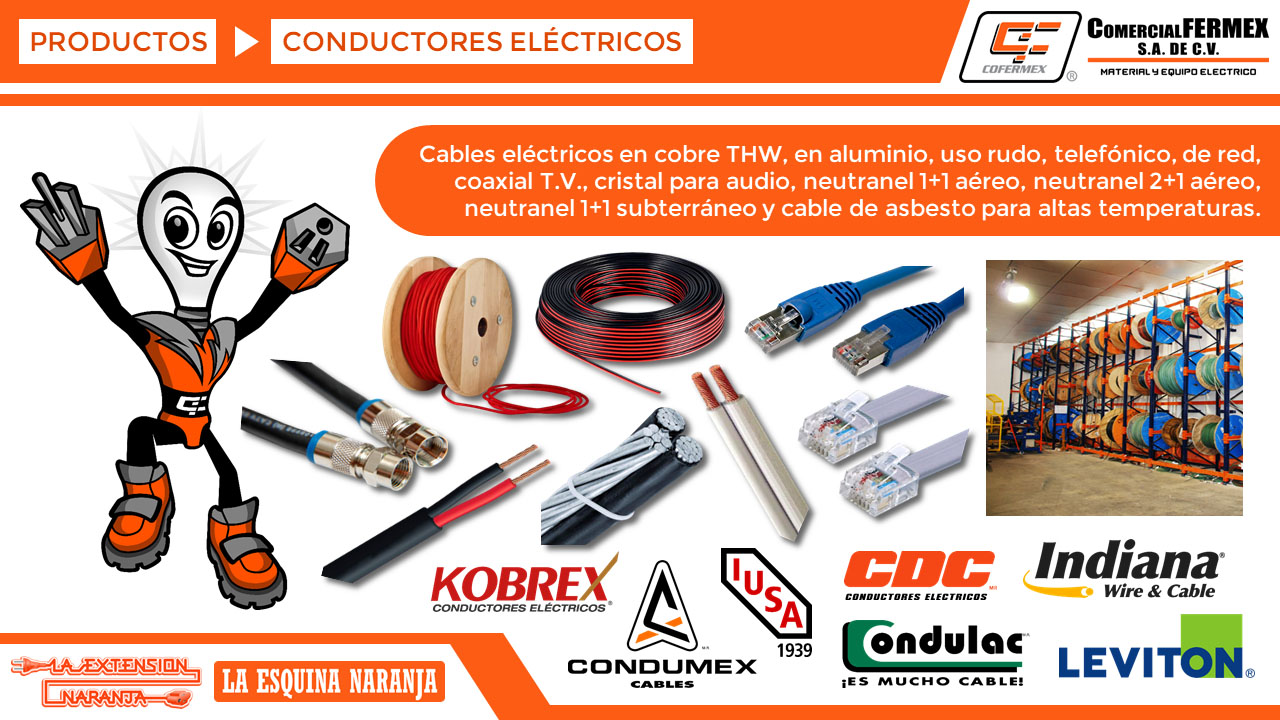 PRODUCTOS
CONDUCTORES ELÉCTRICOS
COFERMEX ®
COMERCIALFERMEX
S.A. DE C.V.
MATERIAL Y EQUIPO ELECTRICO
Cables eléctricos en cobre THW, en aluminio, uso rudo, telefónico, de red,
coaxial T.V., cristal para audio, neutranel 1+1 aéreo, neutranel 2+1 aéreo,
neutranel 1+1 subterráneo y cable de asbesto para altas temperaturas.
KOBREX
CONDUCTORES ELÉCTRICOS®
CONDUMEX
CABLES
IUSA
1939
CDC
CONDUCTORES ELECTRICOS
Indiana®
Wire & Cable
Condulac
¡ES MUCHO CABLE!
LEVITON®
LA EXTENSION
NARANJA
LA ESQUINA NARANJA